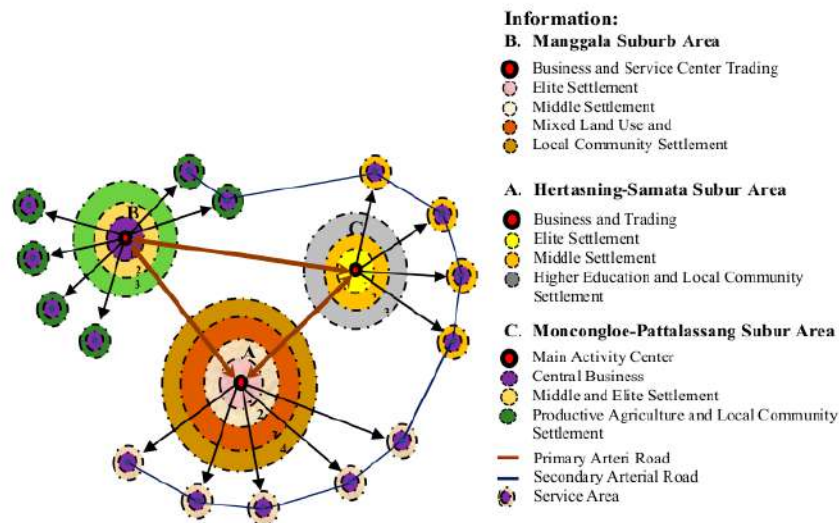 Information:
B. Manggala Suburb Area
Business and Service Center Trading
Elite Settlement
Middle Settlement
Mixed Land Use and
Local Community Settlement
A. Hertasning-Samata Subur Area
Business and Trading
Elite Settlement
Middle Settlement
Higher Education and Local Community
Settlement
C. Moncongloe-Pattalassang Subur Area
Main Activity Center
Central Business
Middle and Elite Settlement
Productive Agriculture and Local Community
Settlement
Primary Arteri Road
Secondary Arterial Road
Service Area
B
2
3
C
3
A
2